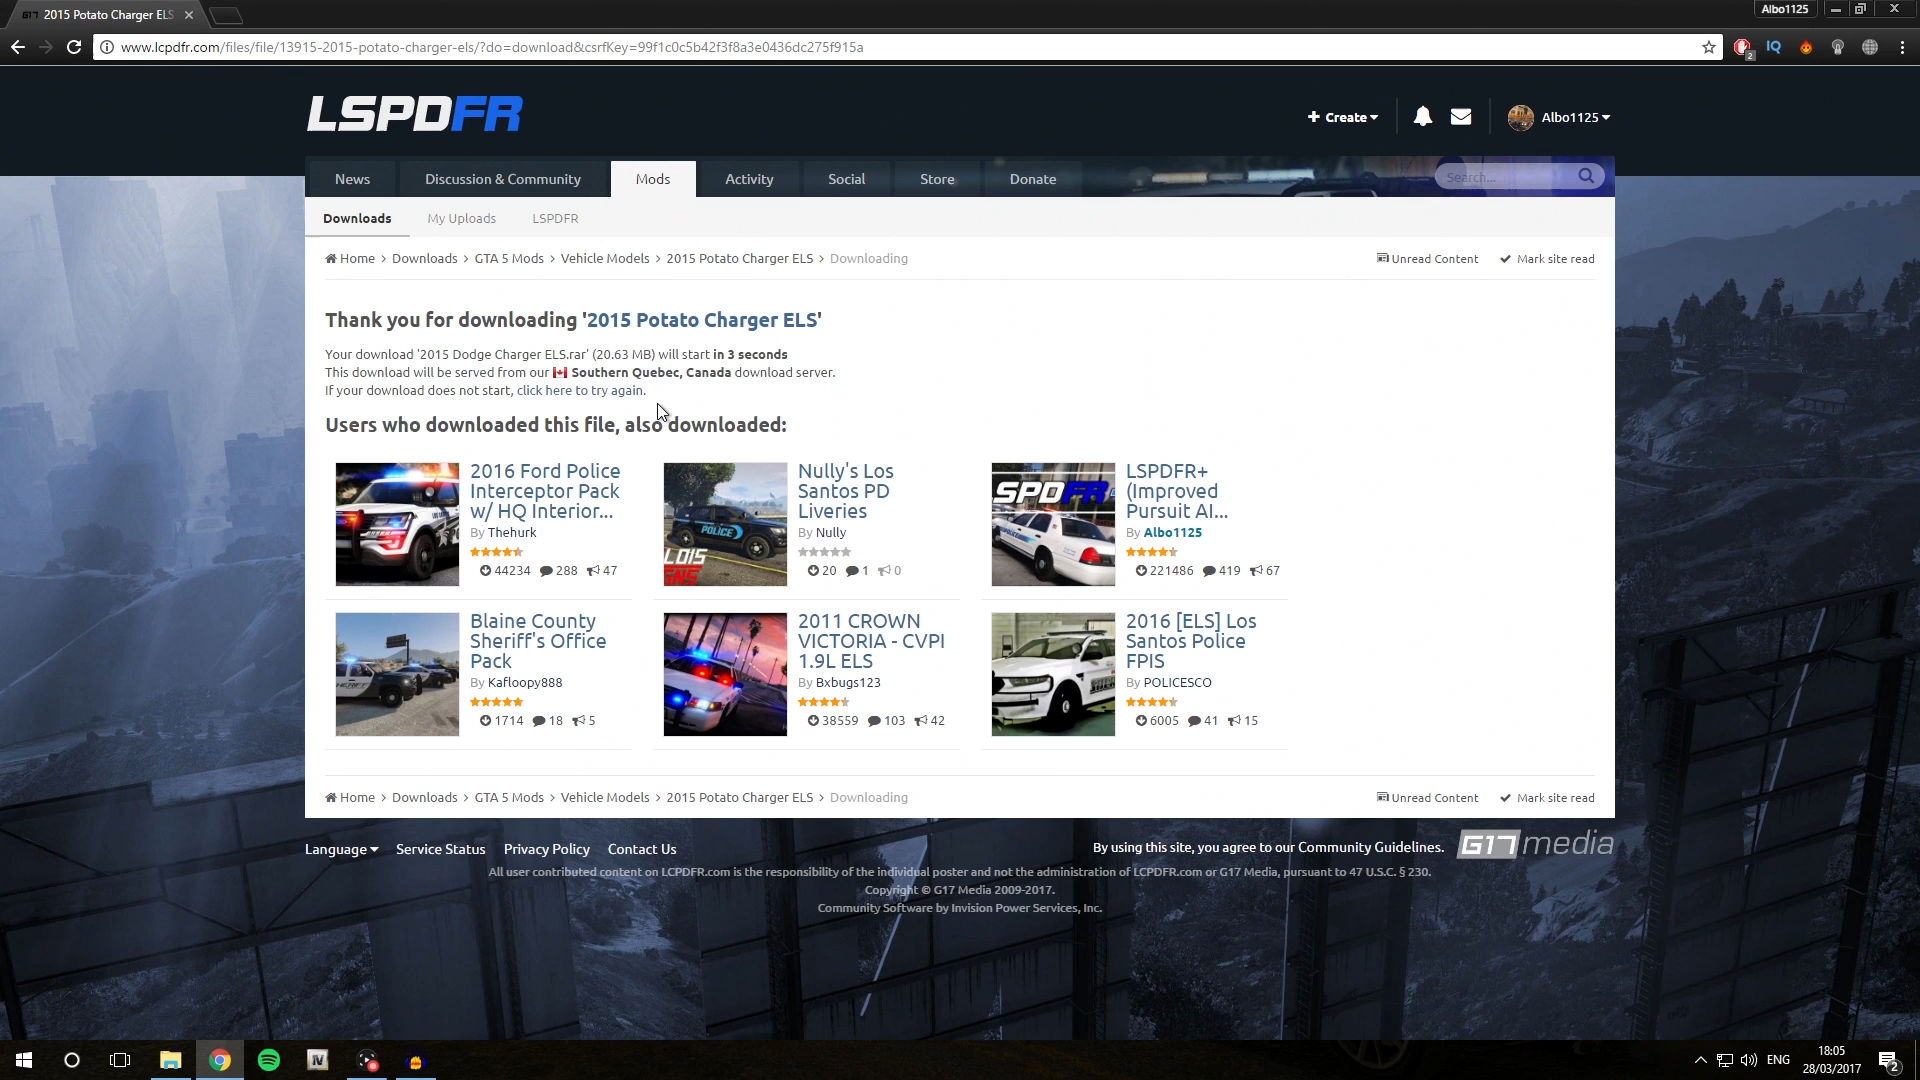 2015 Potato Charger ELS
Albo1125
www.lcpdfr.com/files/file/13915-2015-potato-charger-els/?do=download&csrfKey=99f1c0c5b42f3f8a3e0436dc275f915a
2
IQ
LSPDFR
Create
Albo1125
News
Discussion & Community
Mods
Activity
Social
Store
Donate
Search...
Downloads
My Uploads
LSPDFR
Home > Downloads > GTA 5 Mods > Vehicle Models > 2015 Potato Charger ELS > Downloading
Unread Content
Mark site read
Thank you for downloading '2015 Potato Charger ELS'
Your download '2015 Dodge Charger ELS.rar' (20.63 MB) will start in 3 seconds
This download will be served from our Southern Quebec, Canada download server.
If your download does not start, click here to try again.
Users who downloaded this file, also downloaded:
2016 Ford Police
Interceptor Pack
w/ HQ Interior...
By Thehurk
44234 288 47
POLICE
Nully's Los
Santos PD
Liveries
By Nully
20 1 0
SPDFR
LSPDFR+
(Improved
Pursuit AI...
By Albo1125
221486 419 67
Blaine County
Sheriff's Office
Pack
By Kafloopy888
1714 18 5
2011 CROWN
VICTORIA - CVPI
1.9L ELS
By Bxbugs123
38559 103 42
2016 [ELS] Los
Santos Police
FPIS
By POLICESCO
6005 41 15
Home > Downloads > GTA 5 Mods > Vehicle Models > 2015 Potato Charger ELS > Downloading
Unread Content
Mark site read
Language
Service Status
Privacy Policy
Contact Us
By using this site, you agree to our Community Guidelines.
G17media
All user contributed content on LCPDFR.com is the responsibility of the individual poster and not the administration of LCPDFR.com or G17 Media, pursuant to 47 U.S.C. § 230.
Copyright © G17 Media 2009-2017.
Community Software by Invision Power Services, Inc.
IV
ENG
18:05
28/03/2017
2